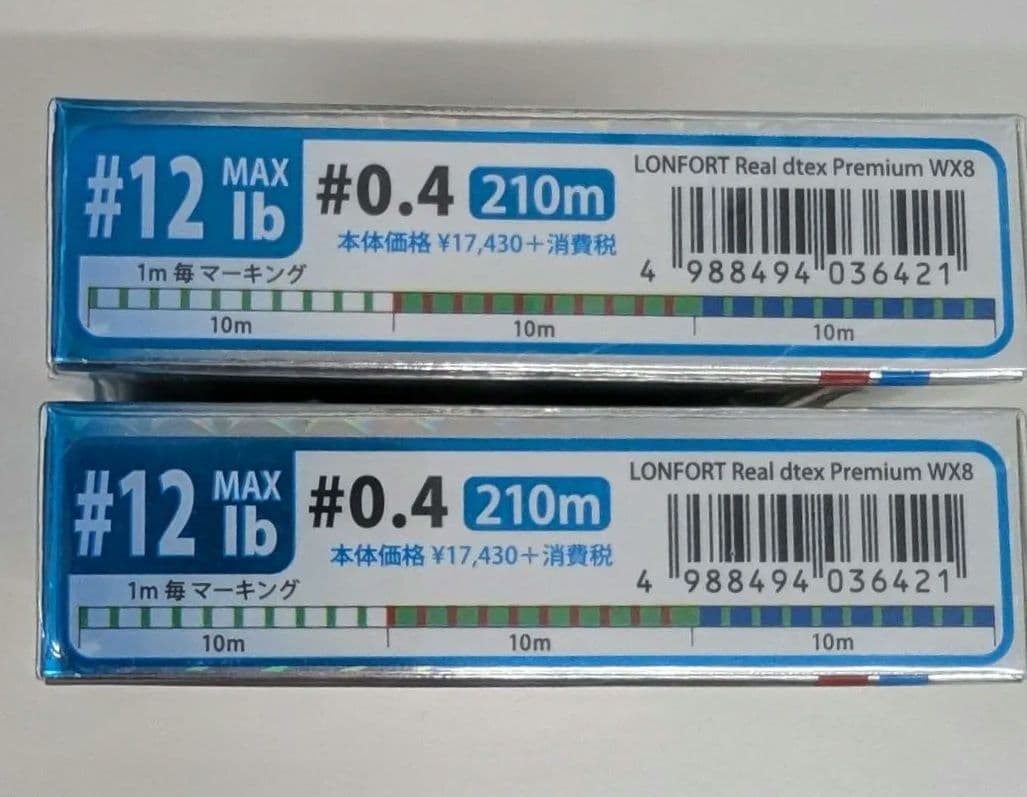 #12 MAX lb #0.4 210m
LONFORT Real dtex Premium WX8
本体価格 ¥17,430+消費税
4 988494 036421
1m 毎 マーキング
10m 10m 10m
#12 MAX lb #0.4 210m
LONFORT Real dtex Premium WX8
本体価格 ¥17,430+消費税
4 988494 036421
1m 毎 マーキング
10m 10m 10m